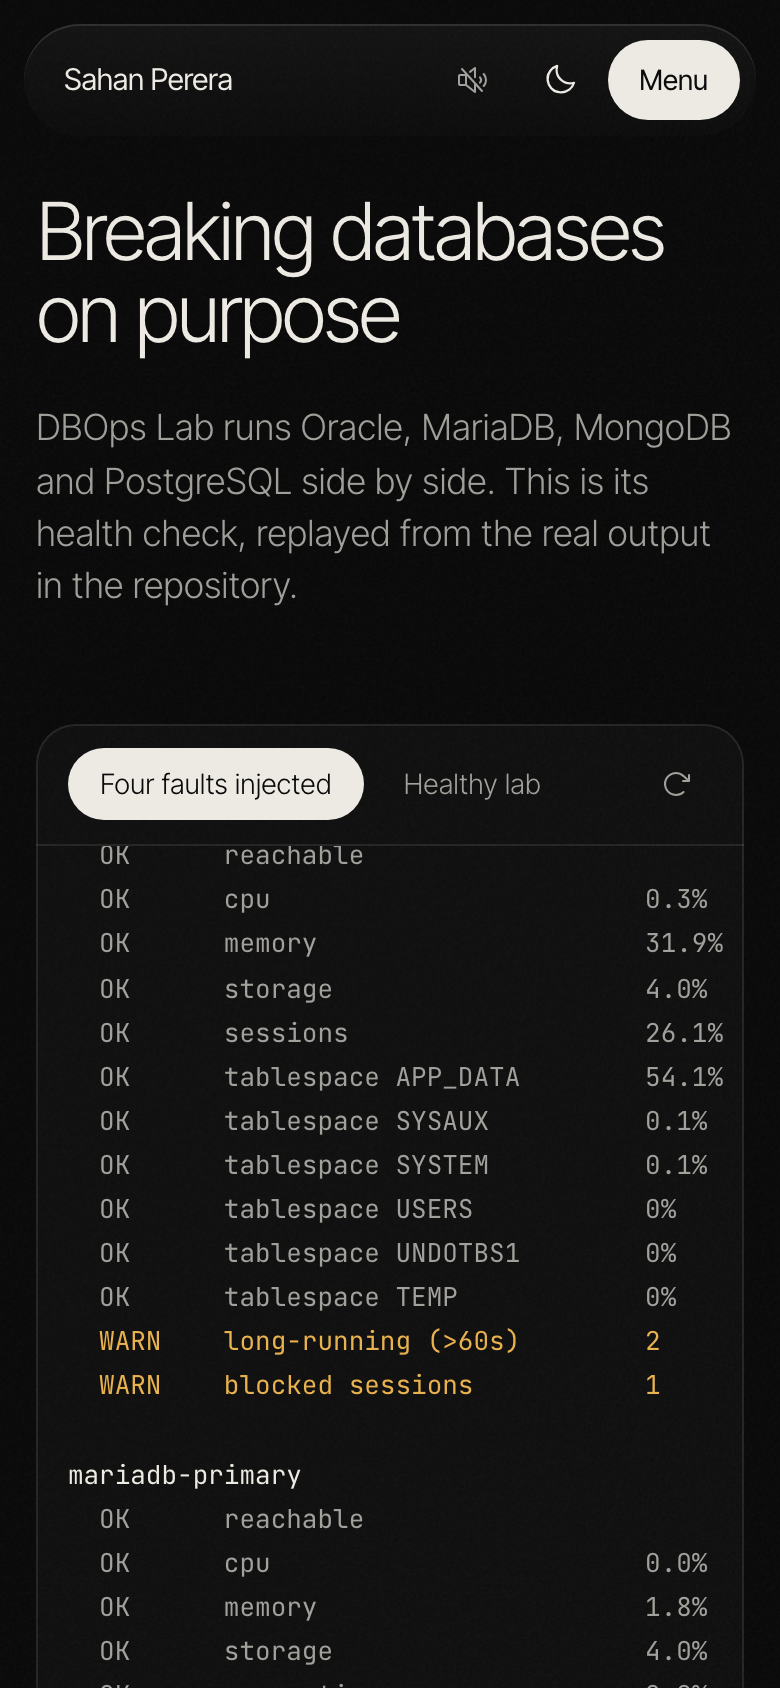 Sahan Perera
Menu
Breaking databases
on purpose
DBOps Lab runs Oracle, MariaDB, MongoDB
and PostgreSQL side by side. This is its
health check, replayed from the real output
in the repository.
Four faults injected Healthy lab
OK reachable
OK cpu 0.3%
OK memory 31.9%
OK storage 4.0%
OK sessions 26.1%
OK tablespace APP_DATA 54.1%
OK tablespace SYSAUX 0.1%
OK tablespace SYSTEM 0.1%
OK tablespace USERS 0%
OK tablespace UNDOTBS1 0%
OK tablespace TEMP 0%
WARN long-running (>60s) 2
WARN blocked sessions 1
mariadb-primary
OK reachable
OK cpu 0.0%
OK memory 1.8%
OK storage 4.0%